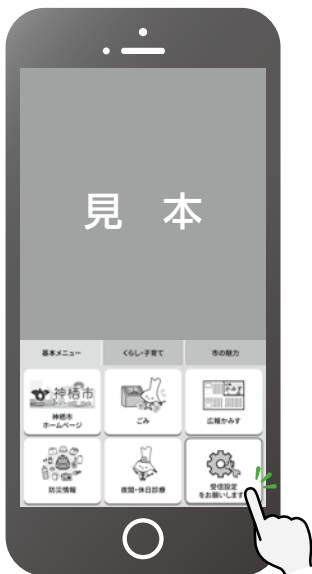 見 本
基本メニュー
くらし・子育て
市の魅力
神栖市
神栖市
ホームページ
ごみ
広報かみす
防災情報
夜間・休日診療
受信設定
をお願いします